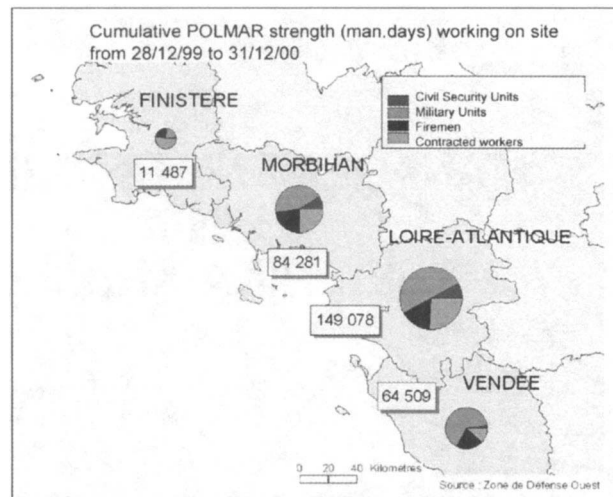 Cumulative POLMAR strength (man.days) working on site
from 28/12/99 to 31/12/00
FINISTERE
Civil Security Units
Military Units
Firemen
Contracted workers
11 487
MORBIHAN
84 281
LOIRE-ATLANTIQUE
149 078
VENDÉE
64 509
0 20 40 Kilometres
Source : Zone de Défense Ouest